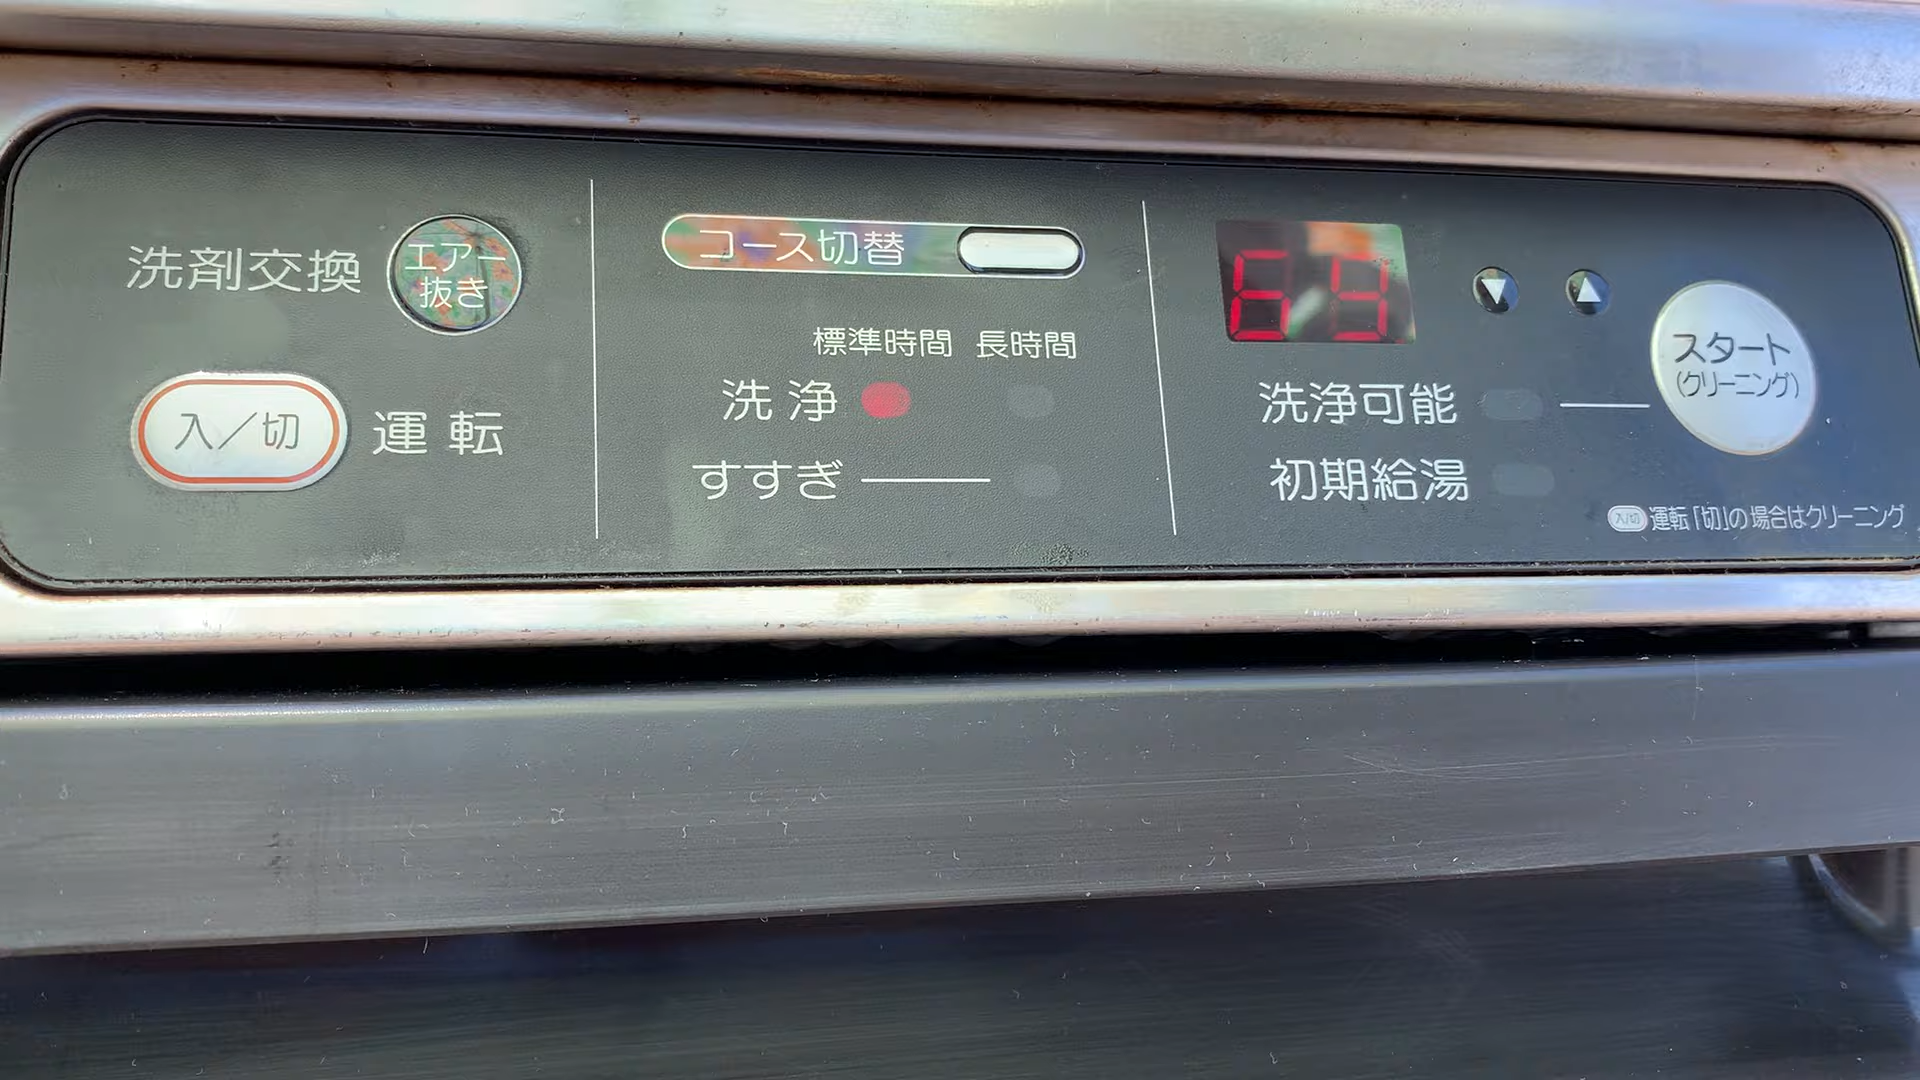 洗剤交換
エアー
抜き
入／切
運転
コース切替
標準時間 長時間
洗浄
すすぎ
スタート
(クリーニング)
洗浄可能
初期給湯
入/切 運転「切」の場合はクリーニング